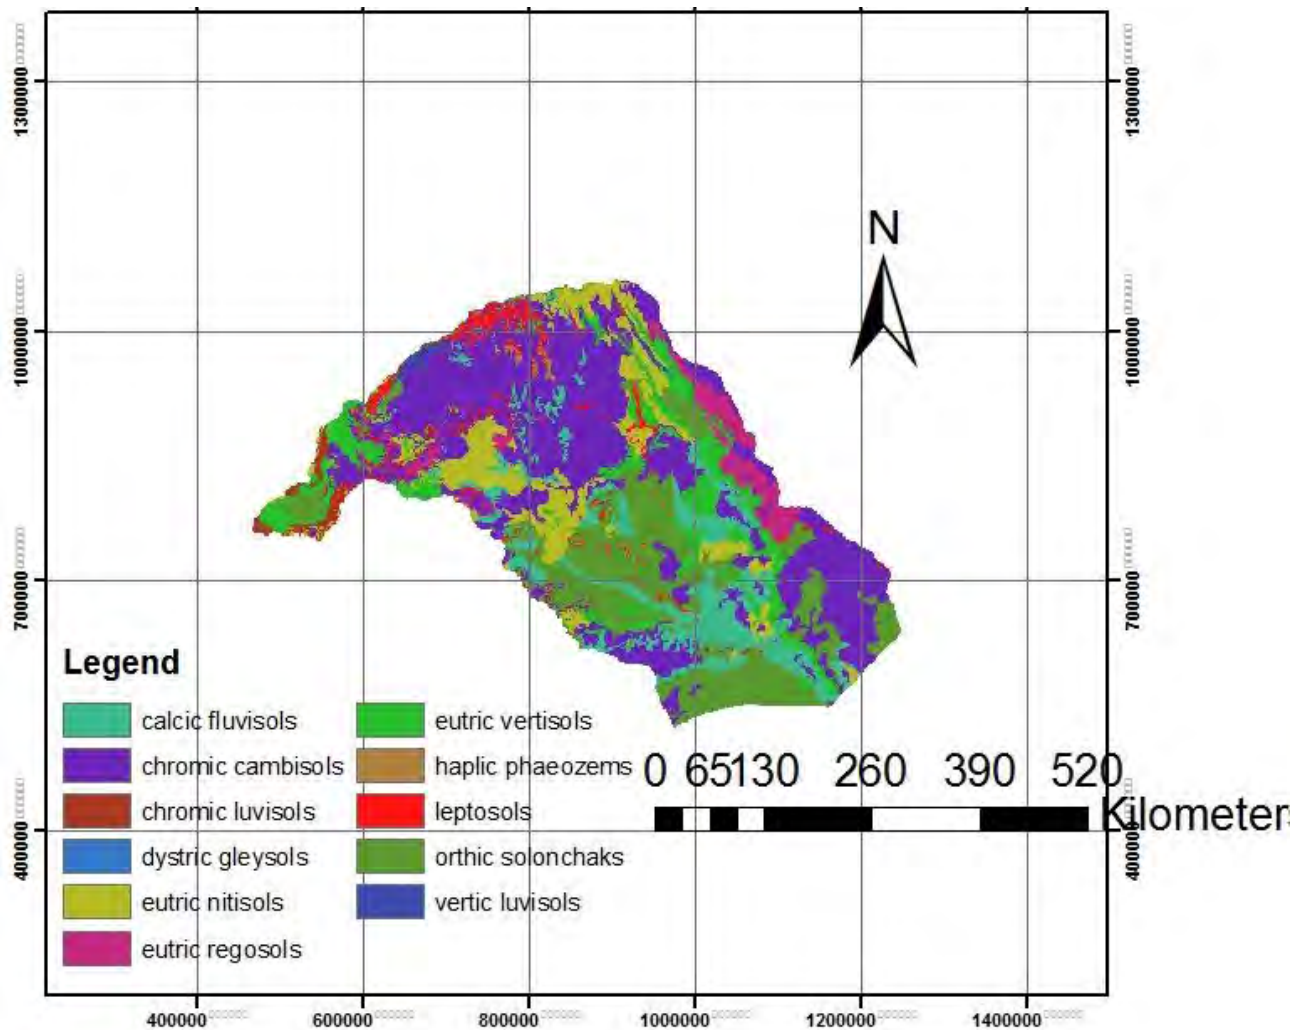 N
1300000
1300000
1000000
1000000
700000
700000
400000
400000
Legend
calcic fluvisols
chromic cambisols
chromic luvisols
dystric gleysols
eutric nitisols
eutric regosols
eutric vertisols
haplic phaeozems
leptosols
orthic solonchaks
vertic luvisols
0 65130 260 390 520
Kilometers
400000 600000 800000 1000000 1200000 1400000